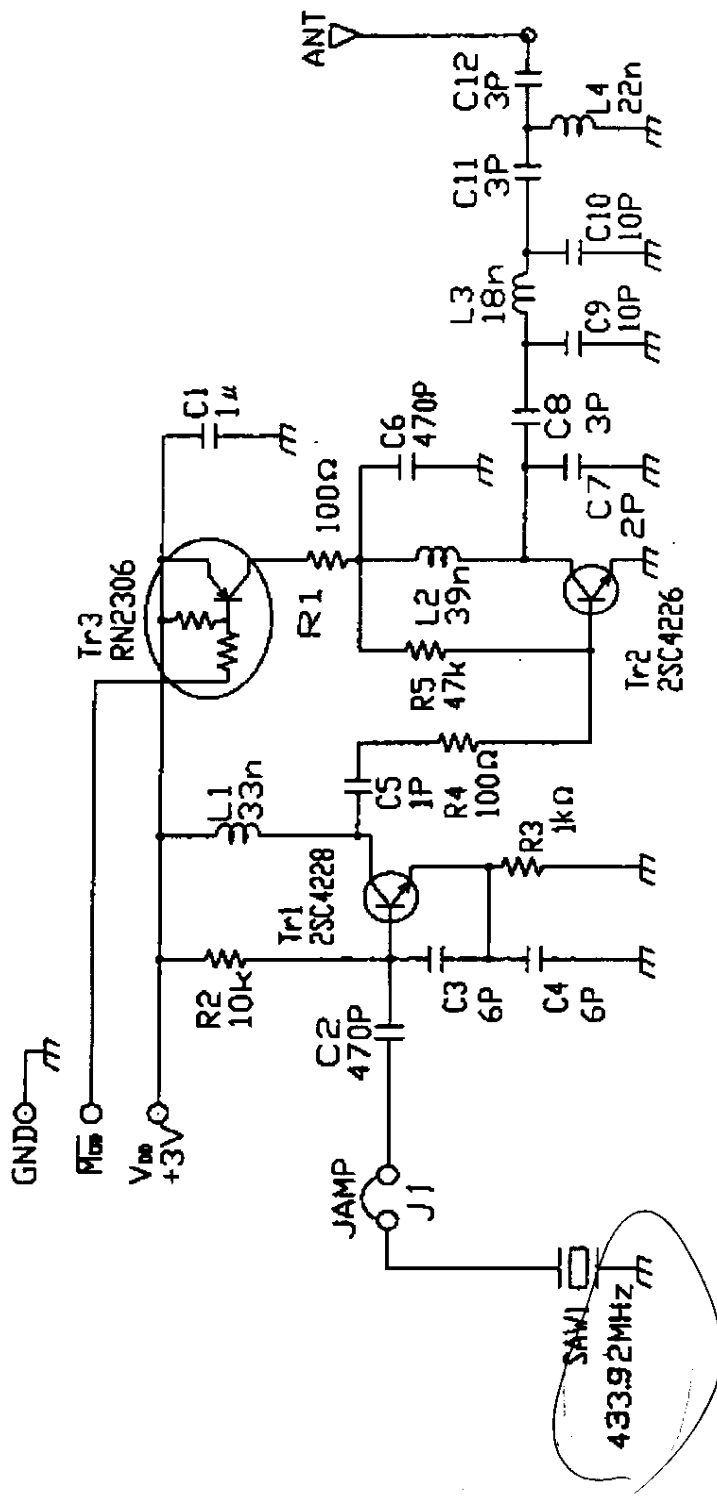 GND
M̅OD
VDD
+3V
R2
10k
L1
33n
Tr3
RN2306
C1
1μ
R1
100Ω
C6
470P
L2
39n
R5
47k
C5
1P
R4
100Ω
Tr1
2SC4228
JAMP
J1
C2
470P
C3
6P
C4
6P
R3
1kΩ
SAW1
433.92MHz
Tr2
2SC4226
C7
2P
C8
3P
L3
18n
C9
10P
C10
10P
C11
3P
C12
3P
L4
22n
ANT